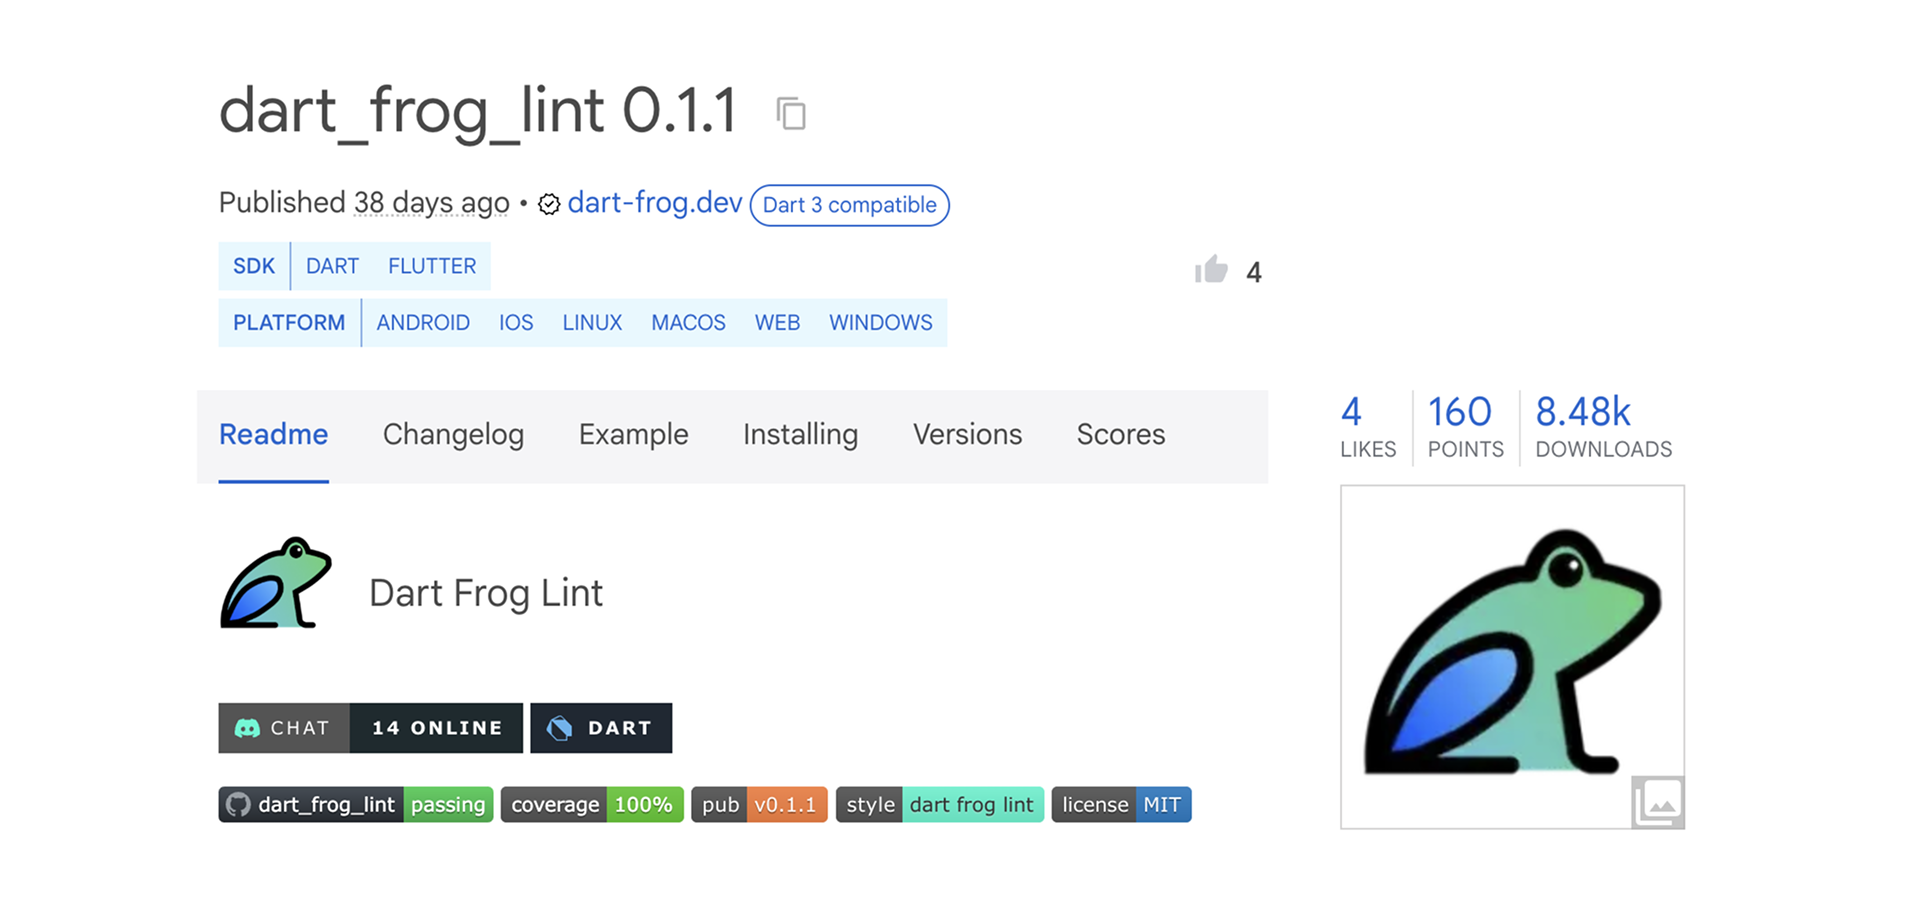 dart_frog_lint 0.1.1
Published 38 days ago • dart-frog.dev Dart 3 compatible
SDK DART FLUTTER
4
PLATFORM ANDROID IOS LINUX MACOS WEB WINDOWS
Readme Changelog Example Installing Versions Scores
4 160 8.48k
LIKES POINTS DOWNLOADS
Dart Frog Lint
CHAT 14 ONLINE DART
dart_frog_lint passing coverage 100% pub v0.1.1 style dart frog lint license MIT